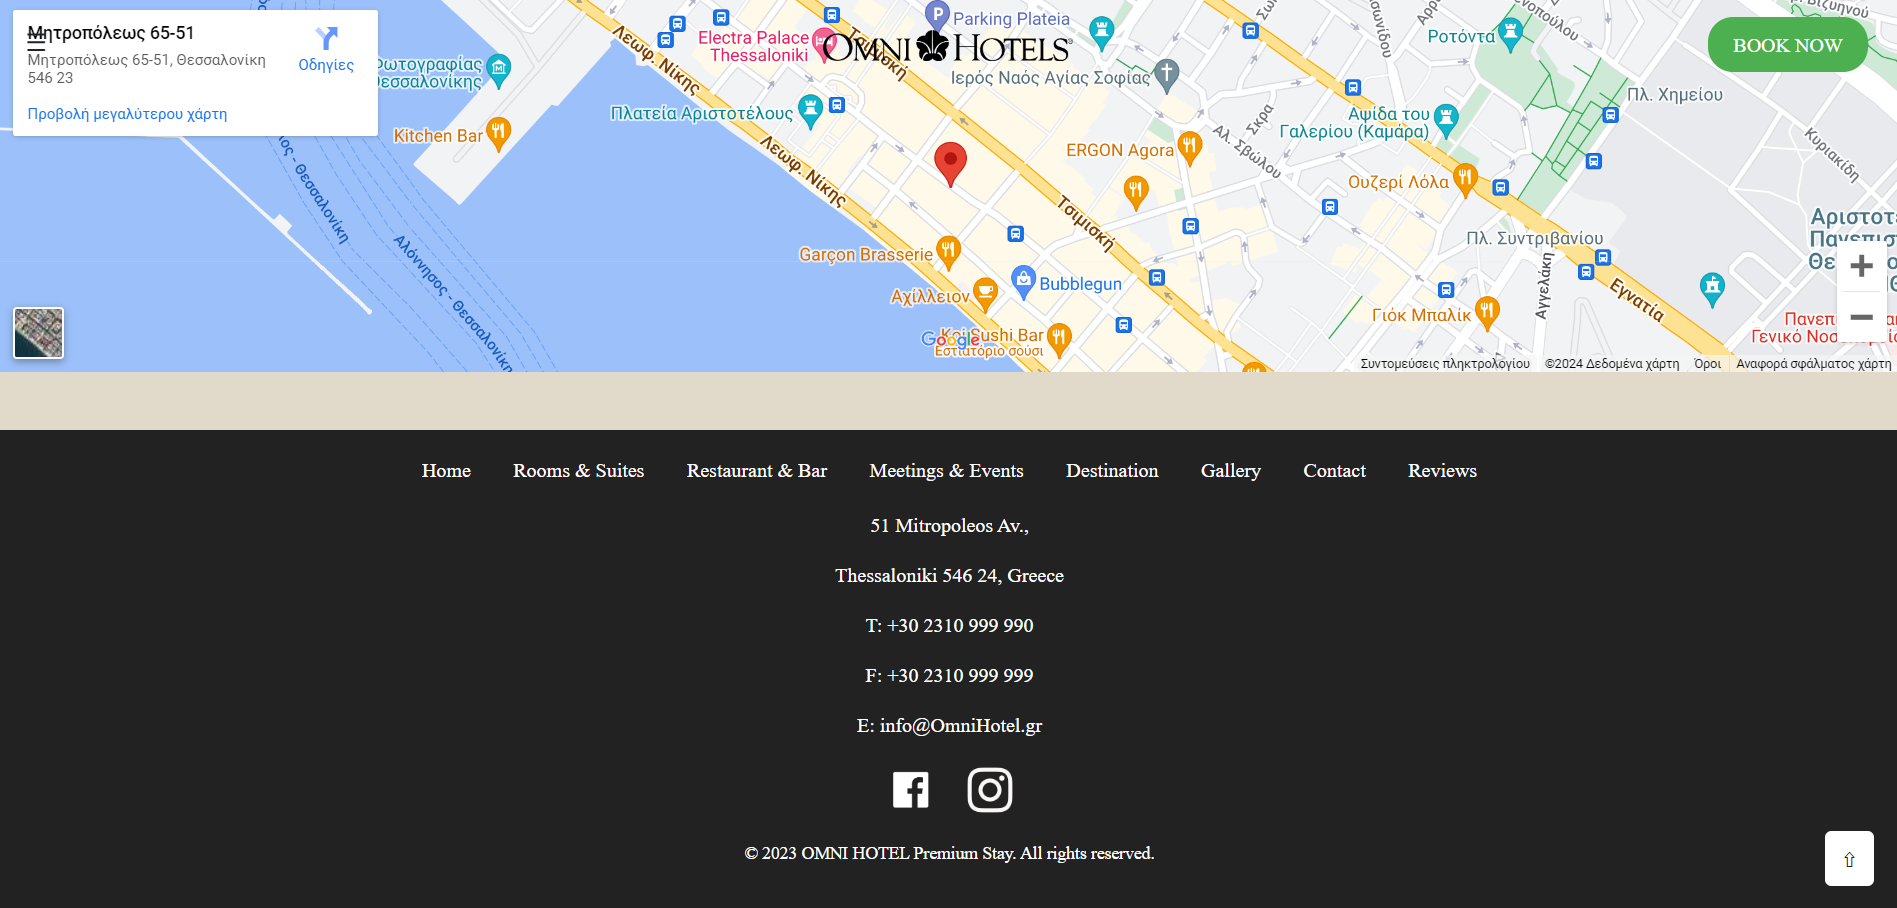 Μητροπόλεως 65-51
Μητροπόλεως 65-51, Θεσσαλονίκη
546 23
Οδηγίες
Προβολή μεγαλύτερου χάρτη
OMNI HOTELS
BOOK NOW
Parking Plateia
Electra Palace
Thessaloniki
Τσιμισκή
Λεωφ. Νίκης
Φωτογραφίας
Θεσσαλονίκης
Ιερός Ναός Αγίας Σοφίας
Ροτόντα
Πλ. Χημείου
Πλατεία Αριστοτέλους
Kitchen Bar
ERGON Agora
Αλ. Σβώλου
Σκρα
Αψίδα του
Γαλερίου (Καμάρα)
Κυριακίδη
Ουζερί Λόλα
Λεωφ. Νίκης
Τσιμισκή
Θεσσαλονίκη
Αλόννησος - Θεσσαλονίκη
Πλ. Συντριβανίου
Garçon Brasserie
Bubblegun
Αχίλλειον
Αγγελάκη
Εγνατία
Γιόκ Μπαλίκ
Koi Sushi Bar
Εστιατόριο σούσι
Google
Συντομεύσεις πληκτρολογίου
©2024 Δεδομένα χάρτη
Όροι
Αναφορά σφάλματος χάρτη
Home Rooms & Suites Restaurant & Bar Meetings & Events Destination Gallery Contact Reviews
51 Mitropoleos Av.,
Thessaloniki 546 24, Greece
T: +30 2310 999 990
F: +30 2310 999 999
E: info@OmniHotel.gr
© 2023 OMNI HOTEL Premium Stay. All rights reserved.
⇧